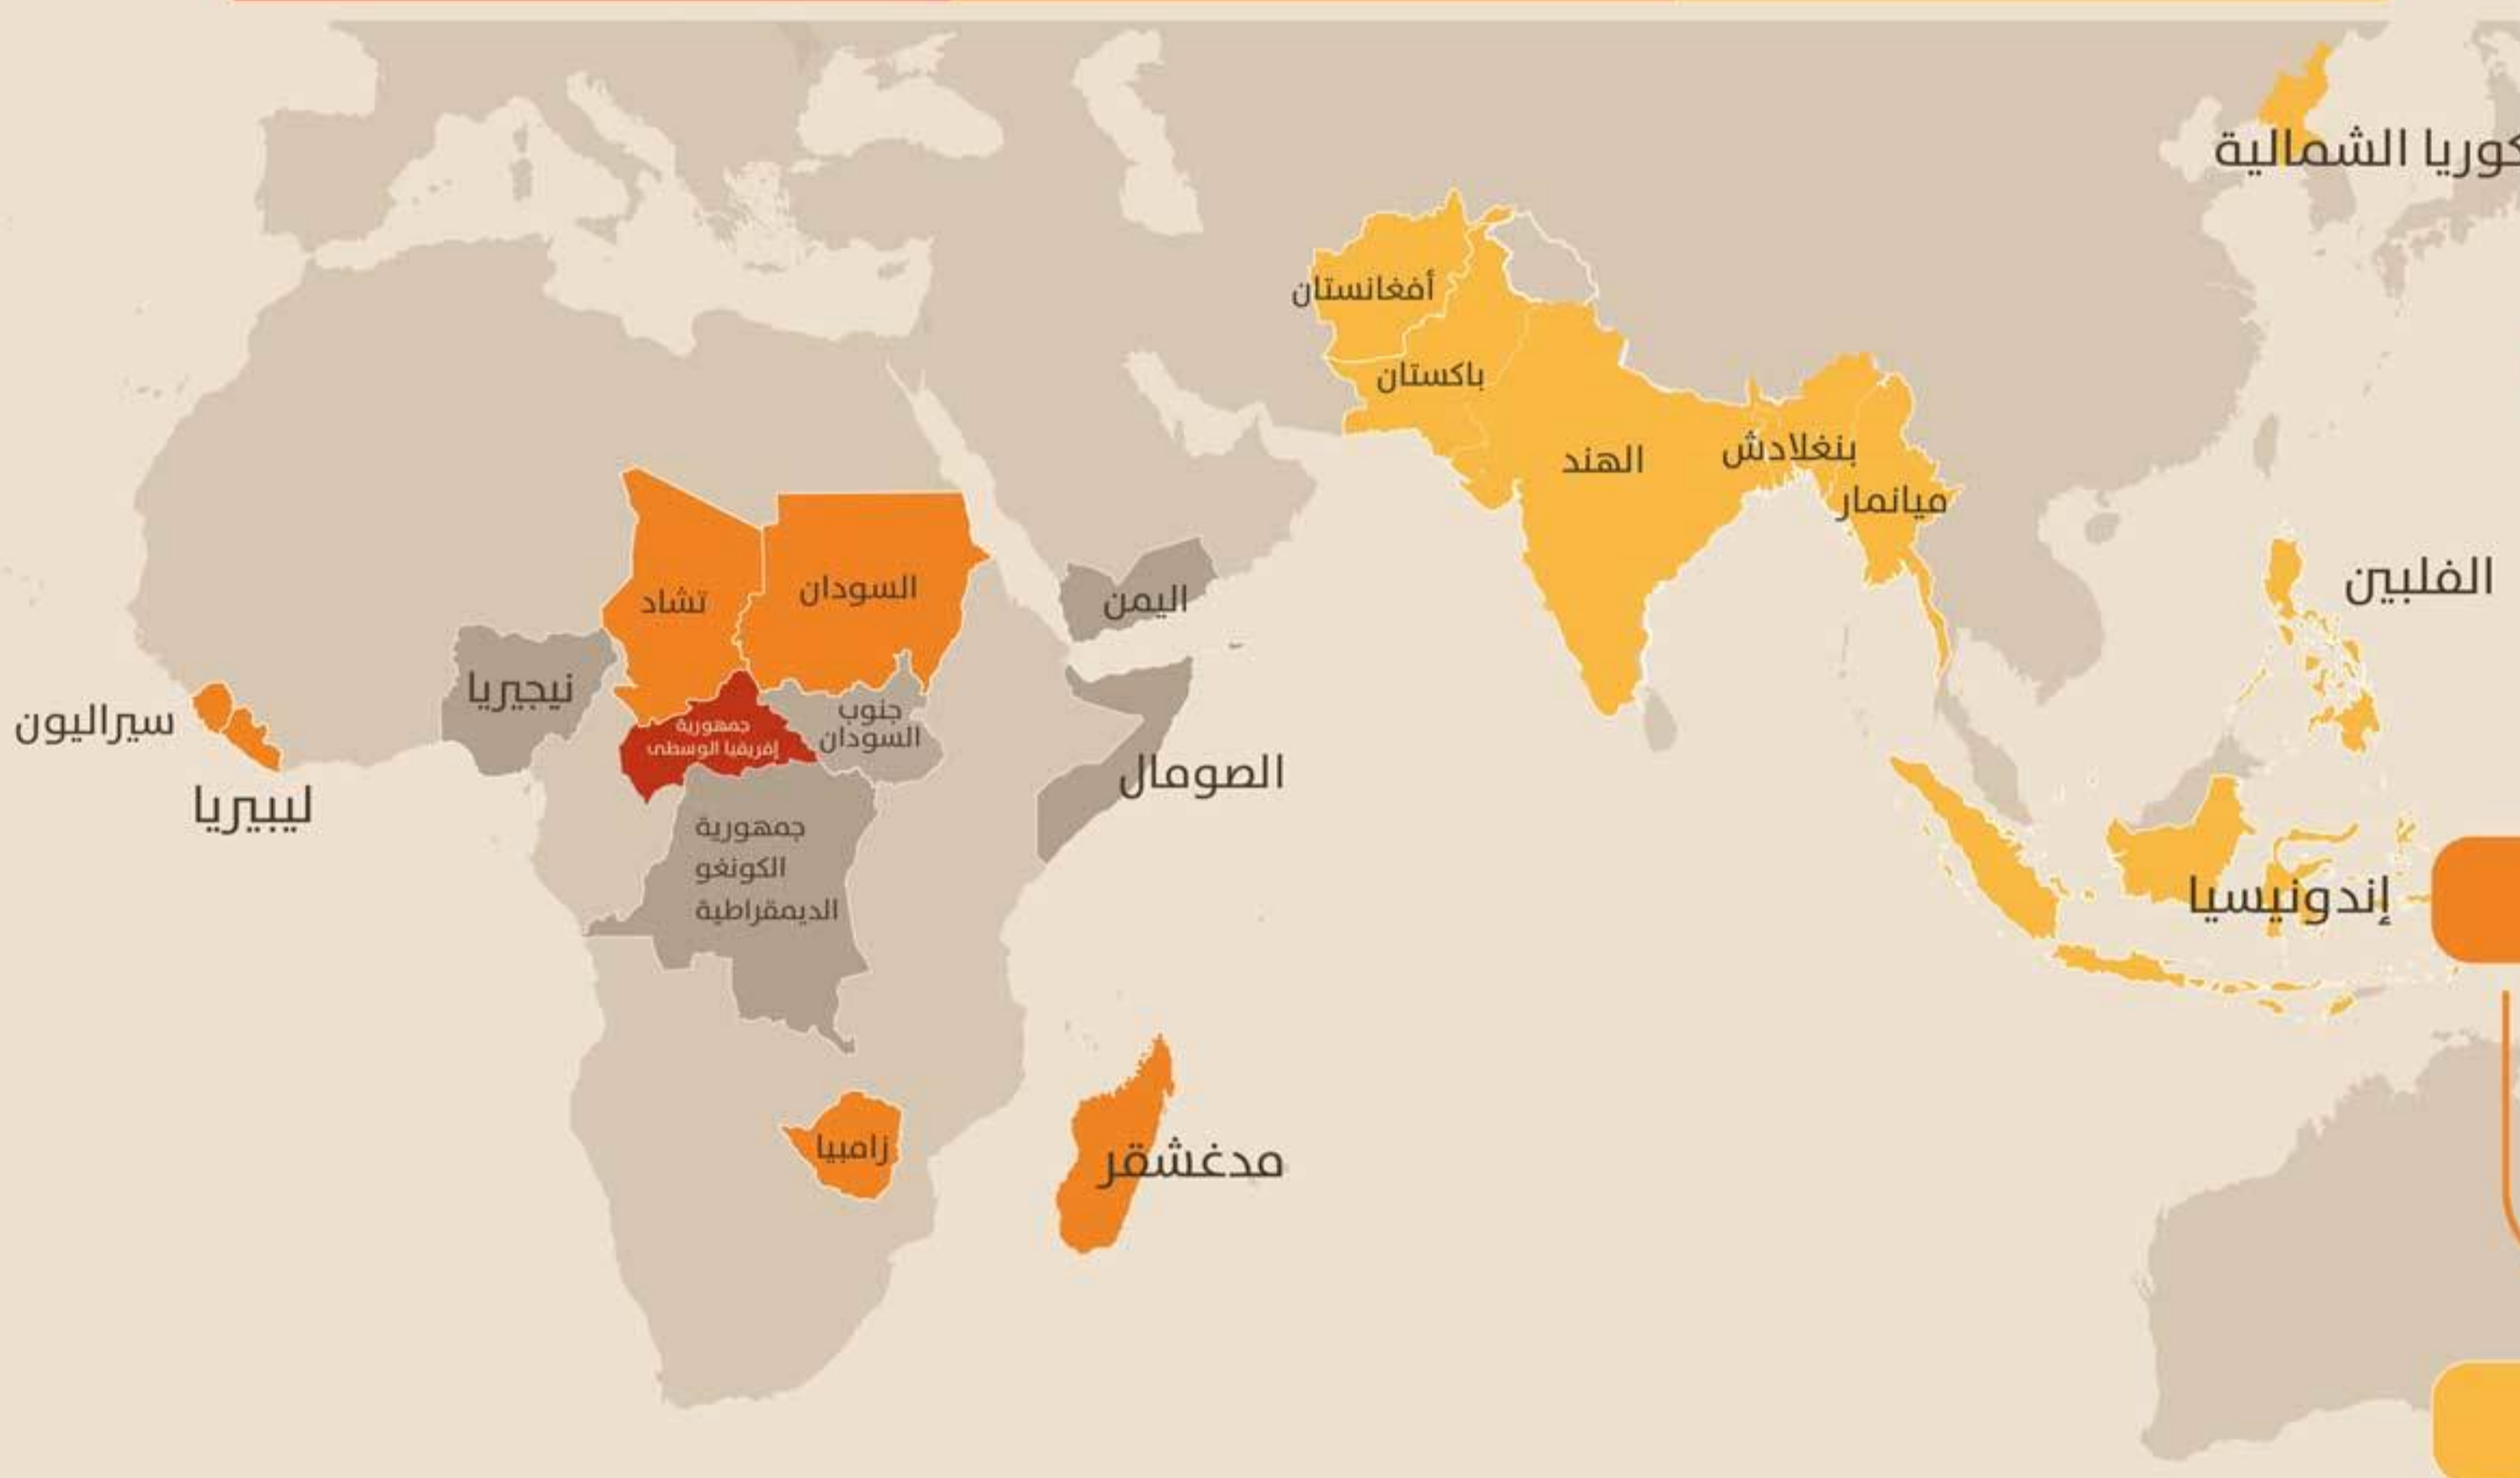 كوريا الشمالية
أفغانستان
باكستان
الهند
بنغلادش
ميانمار
الفلبين
إندونيسيا
اليمن
السودان
تشاد
نيجيريا
سيراليون
ليبيريا
جمهورية
إفريقيا الوسطى
جنوب
السودان
الصومال
جمهورية
الكونغو
الديمقراطية
زامبيا
مدغشقر